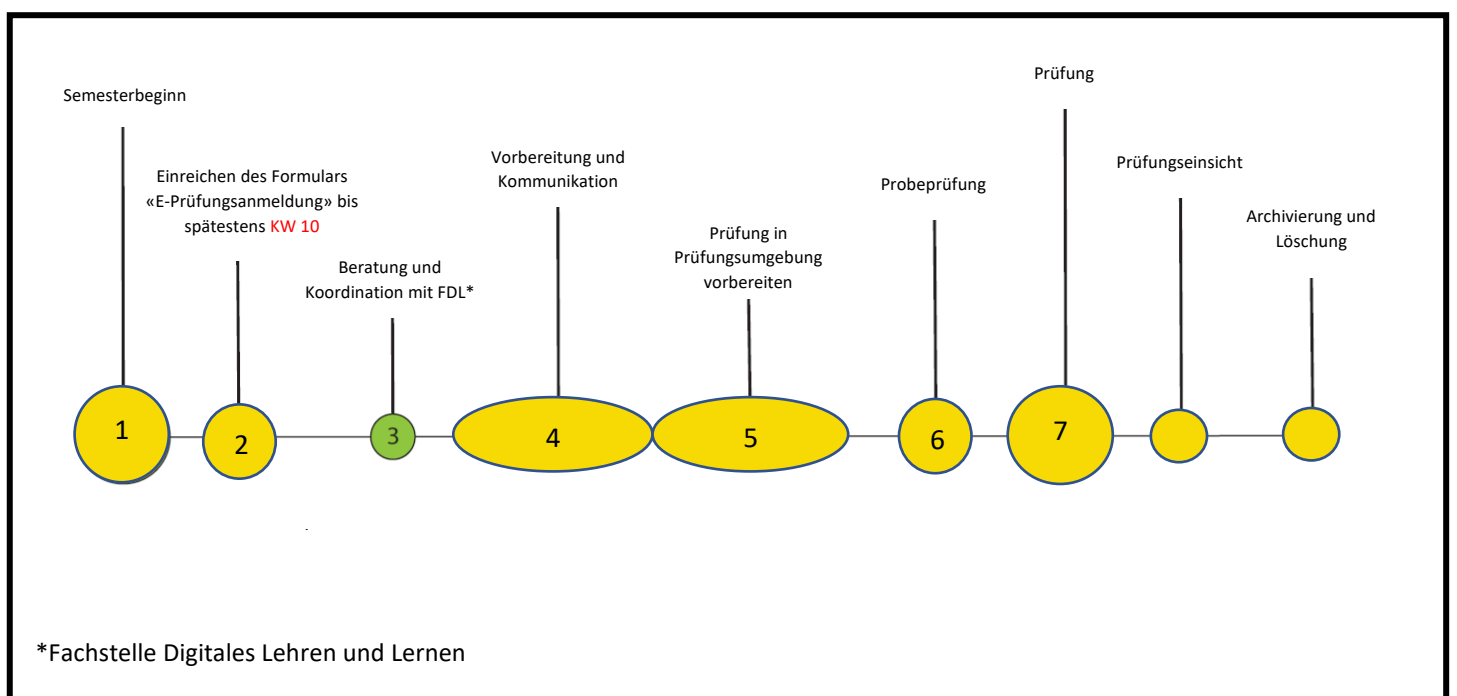 Semesterbeginn
Einreichen des Formulars
«E-Prüfungsanmeldung» bis
spätestens KW 10
Beratung und
Koordination mit FDL*
Vorbereitung und
Kommunikation
Prüfung in
Prüfungsumgebung
vorbereiten
Probeprüfung
Prüfung
Prüfungseinsicht
Archivierung und
Löschung
1
2
3
4
5
6
7
*Fachstelle Digitales Lehren und Lernen